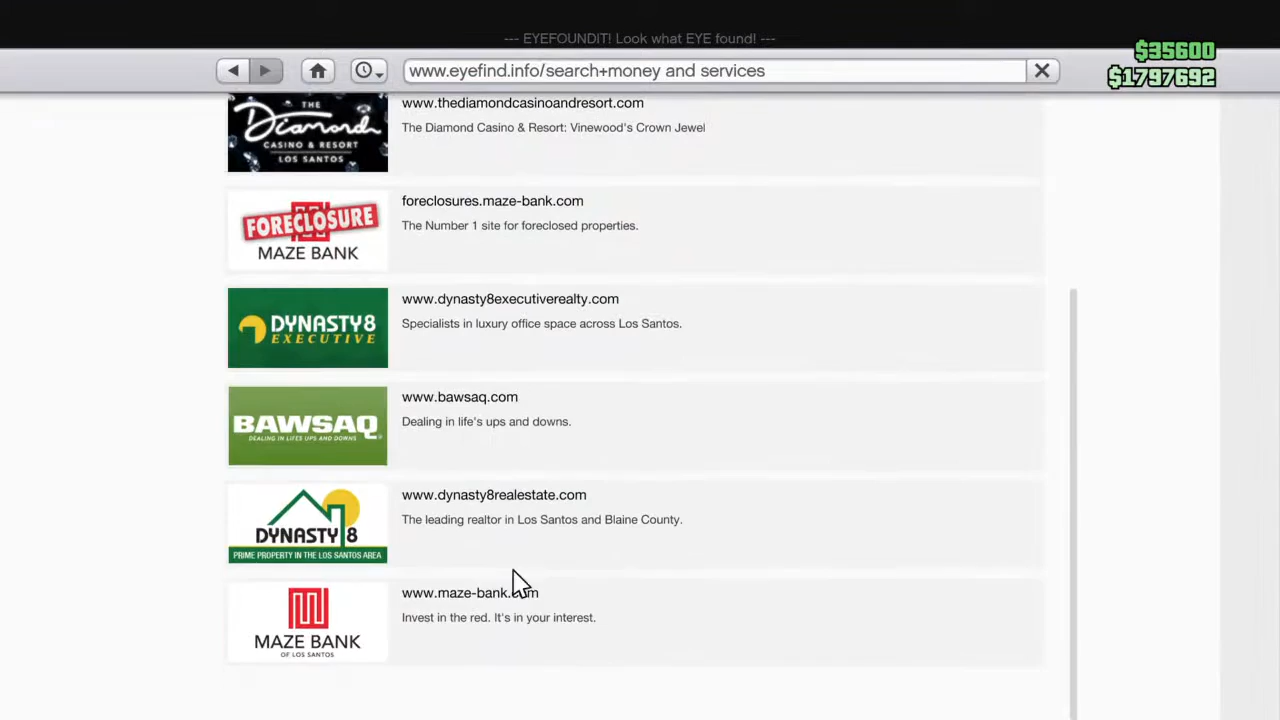 --- EYEFOUNDIT! Look what EYE found! ---
$35600
$1797692
www.eyefind.info/search+money and services
THE
Diamond
CASINO & RESORT
LOS SANTOS
www.thediamondcasinoandresort.com
The Diamond Casino & Resort: Vinewood's Crown Jewel
FORECLOSURE
MAZE BANK
foreclosures.maze-bank.com
The Number 1 site for foreclosed properties.
DYNASTY8
EXECUTIVE
www.dynasty8executiverealty.com
Specialists in luxury office space across Los Santos.
BAWSAQ
DEALING IN LIFE'S UPS AND DOWNS
www.bawsaq.com
Dealing in life's ups and downs.
DYNASTY 8
PRIME PROPERTY IN THE LOS SANTOS AREA
www.dynasty8realestate.com
The leading realtor in Los Santos and Blaine County.
MAZE BANK
OF LOS SANTOS
www.maze-bank.com
Invest in the red. It's in your interest.